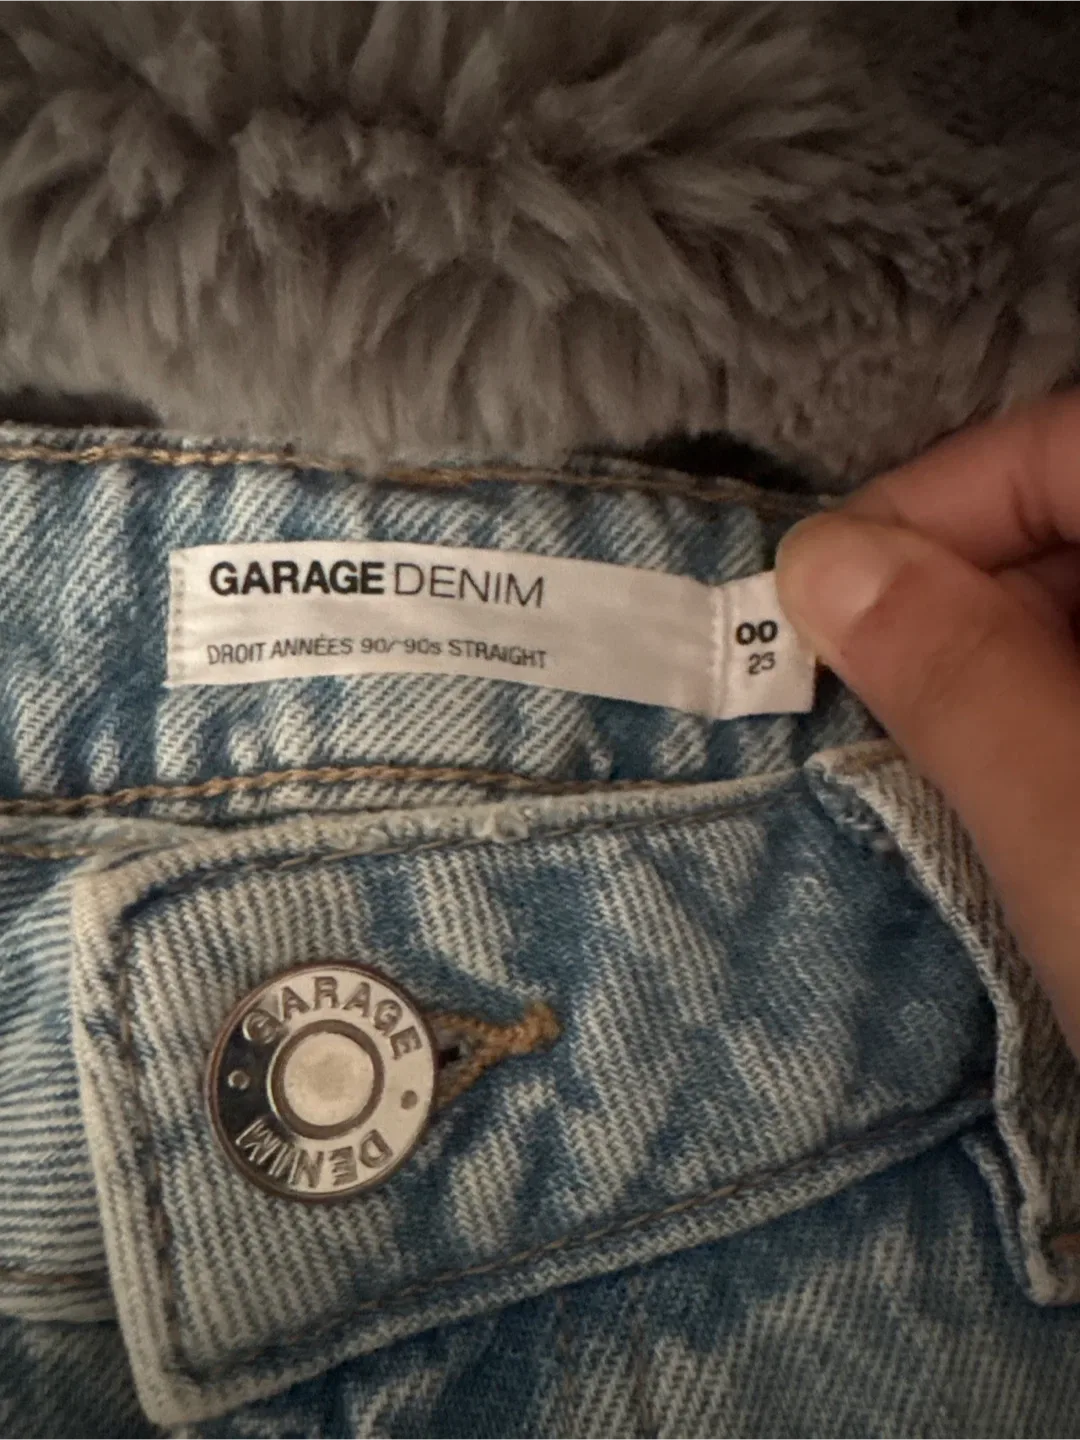 GARAGE DENIM
DROIT ANNÉES 90/90s STRAIGHT
00
23
GARAGE
DENIM